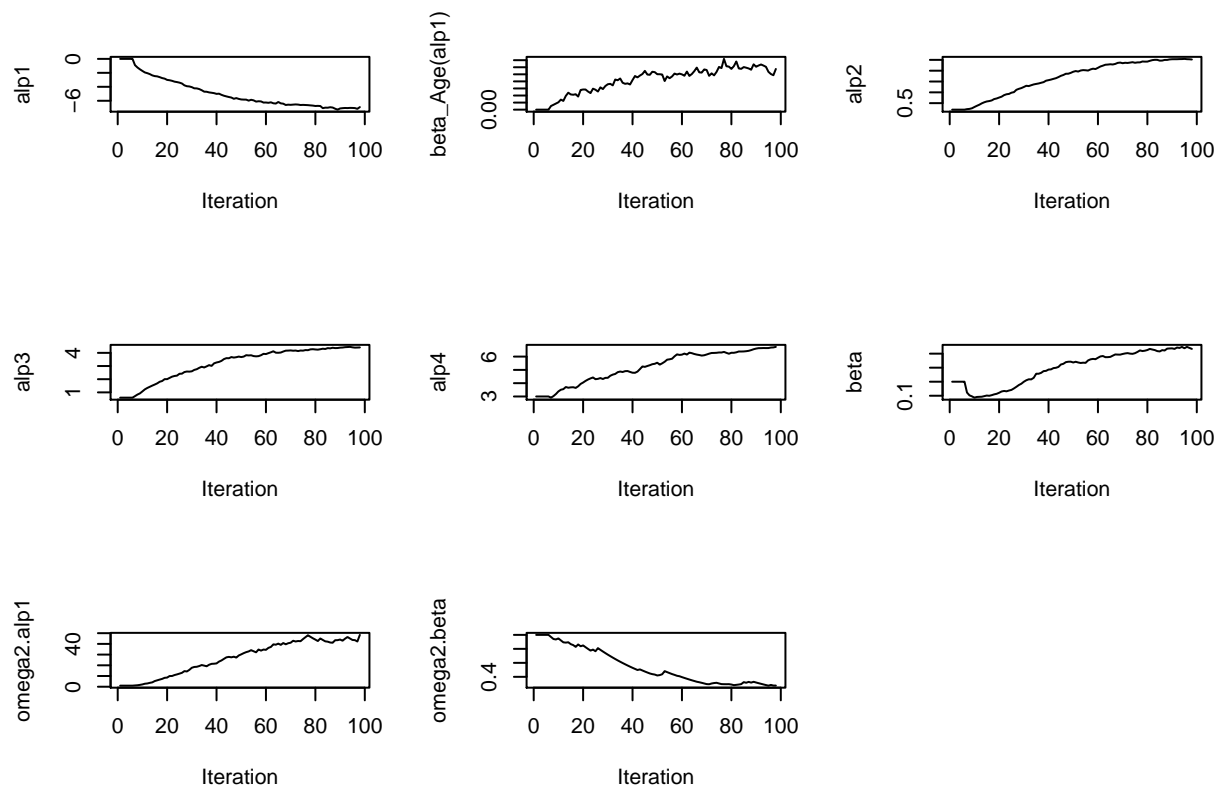 alp1
0
−6
0 20 40 60 80 100
Iteration
beta_Age(alp1)
0.00
0 20 40 60 80 100
Iteration
alp2
0.5
0 20 40 60 80 100
Iteration
alp3
4
1
0 20 40 60 80 100
Iteration
alp4
6
3
0 20 40 60 80 100
Iteration
beta
0.1
0 20 40 60 80 100
Iteration
omega2.alp1
40
0
0 20 40 60 80 100
Iteration
omega2.beta
0.4
0 20 40 60 80 100
Iteration